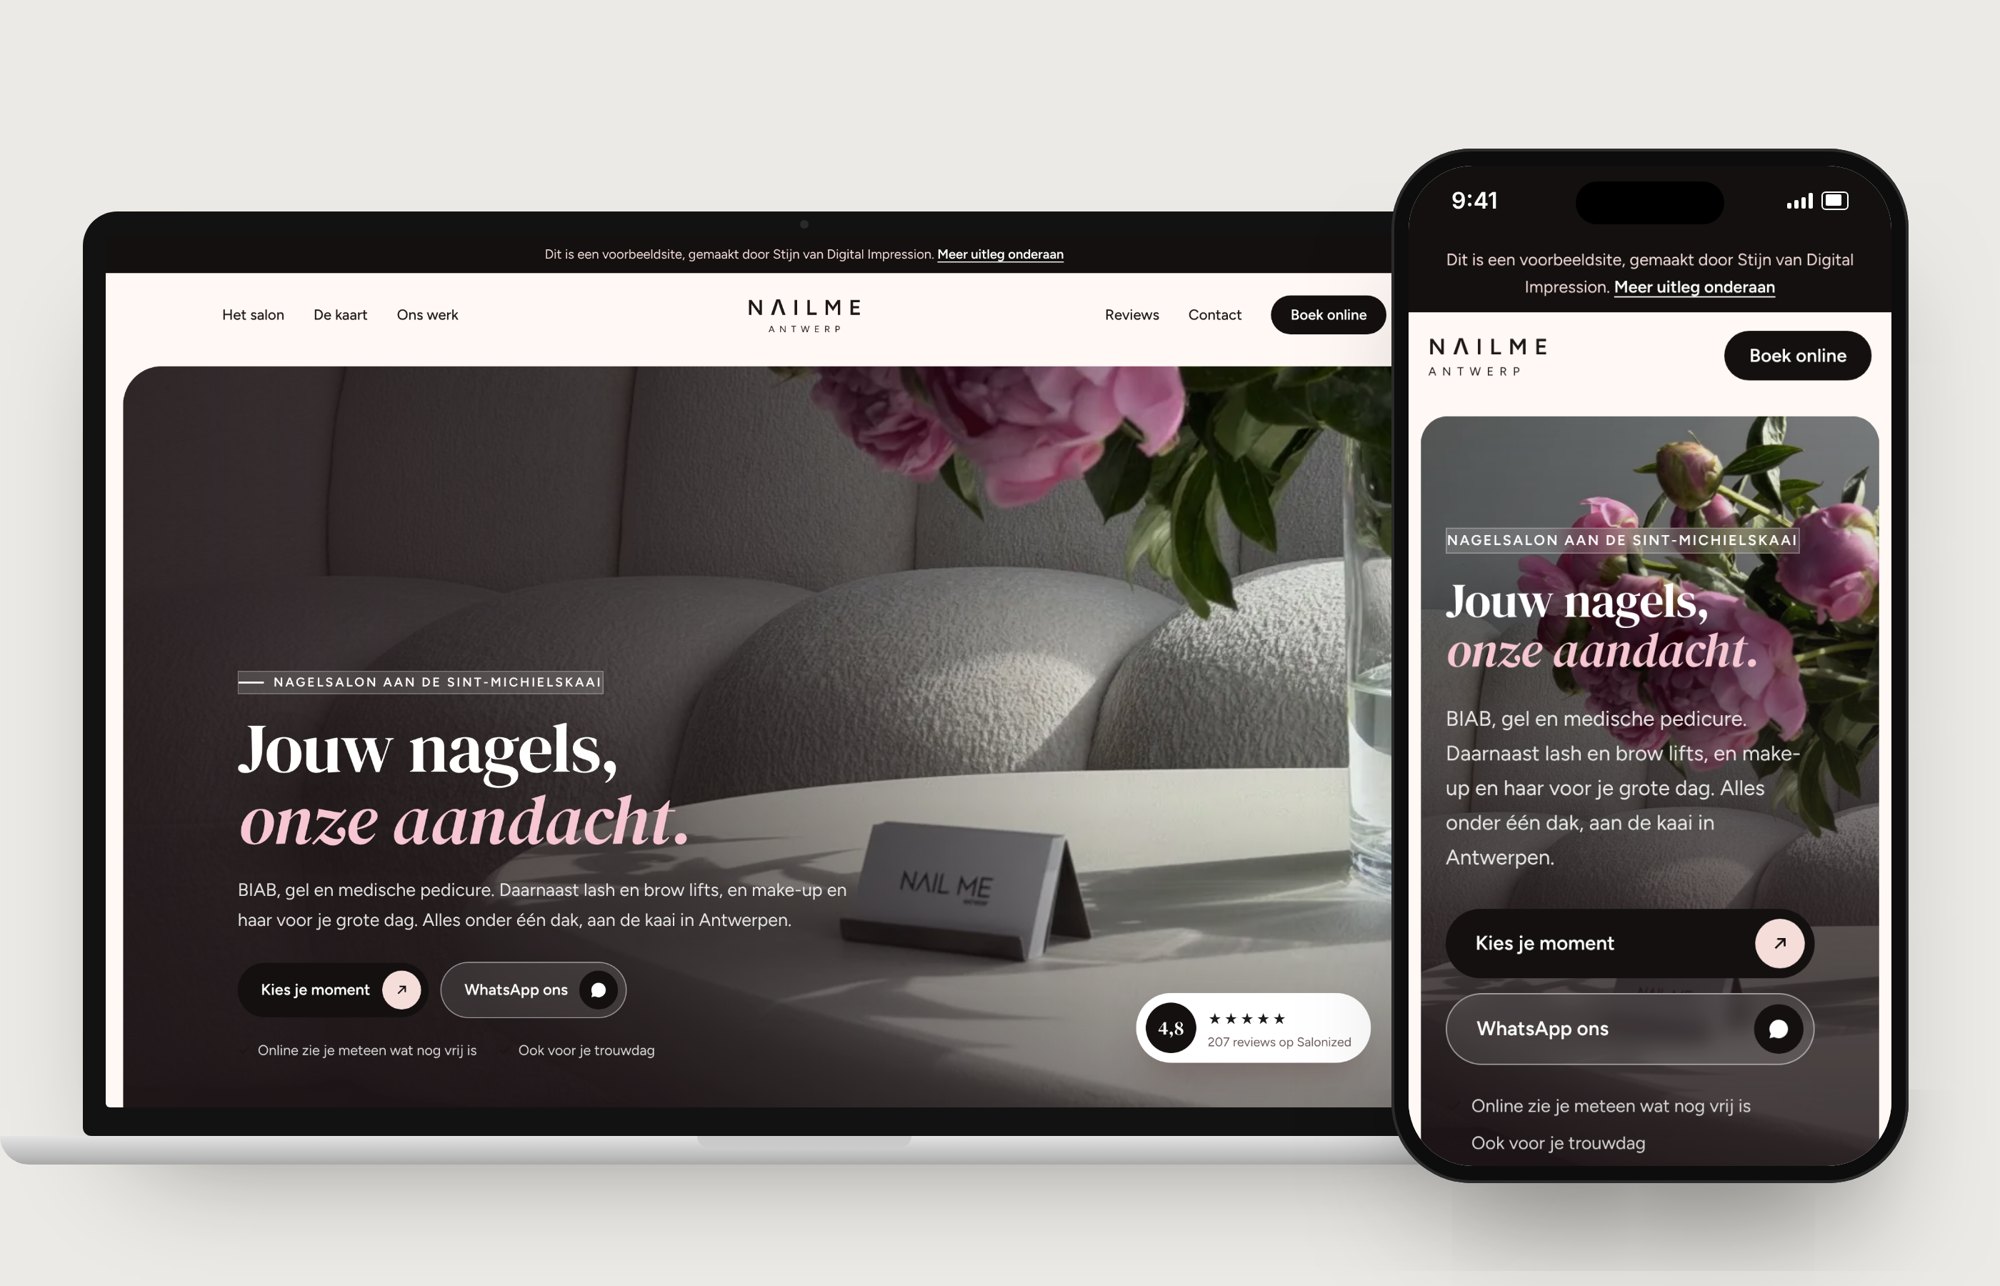 Dit is een voorbeeldsite, gemaakt door Stijn van Digital Impression. Meer uitleg onderaan
Het salon
De kaart
Ons werk
NAILME
ANTWERP
Reviews
Contact
Boek online
NAGELSALON AAN DE SINT-MICHIELSKAAI
Jouw nagels,
onze aandacht.
BIAB, gel en medische pedicure. Daarnaast lash en brow lifts, en make-up en
haar voor je grote dag. Alles onder één dak, aan de kaai in Antwerpen.
Kies je moment
WhatsApp ons
Online zie je meteen wat nog vrij is
Ook voor je trouwdag
NAIL ME
4,8
★★★★★
207 reviews op Salonized
9:41
Dit is een voorbeeldsite, gemaakt door Stijn van Digital
Impression. Meer uitleg onderaan
NAILME
ANTWERP
Boek online
NAGELSALON AAN DE SINT-MICHIELSKAAI
Jouw nagels,
onze aandacht.
BIAB, gel en medische pedicure.
Daarnaast lash en brow lifts, en make-
up en haar voor je grote dag. Alles
onder één dak, aan de kaai in
Antwerpen.
Kies je moment
WhatsApp ons
Online zie je meteen wat nog vrij is
Ook voor je trouwdag